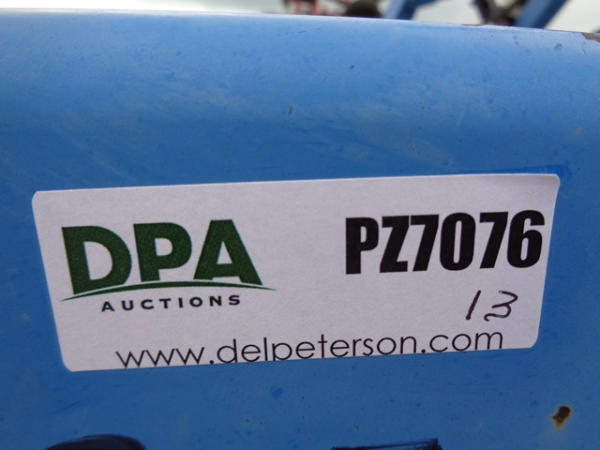 DPA
AUCTIONS
PZ7076
13
www.delpeterson.com